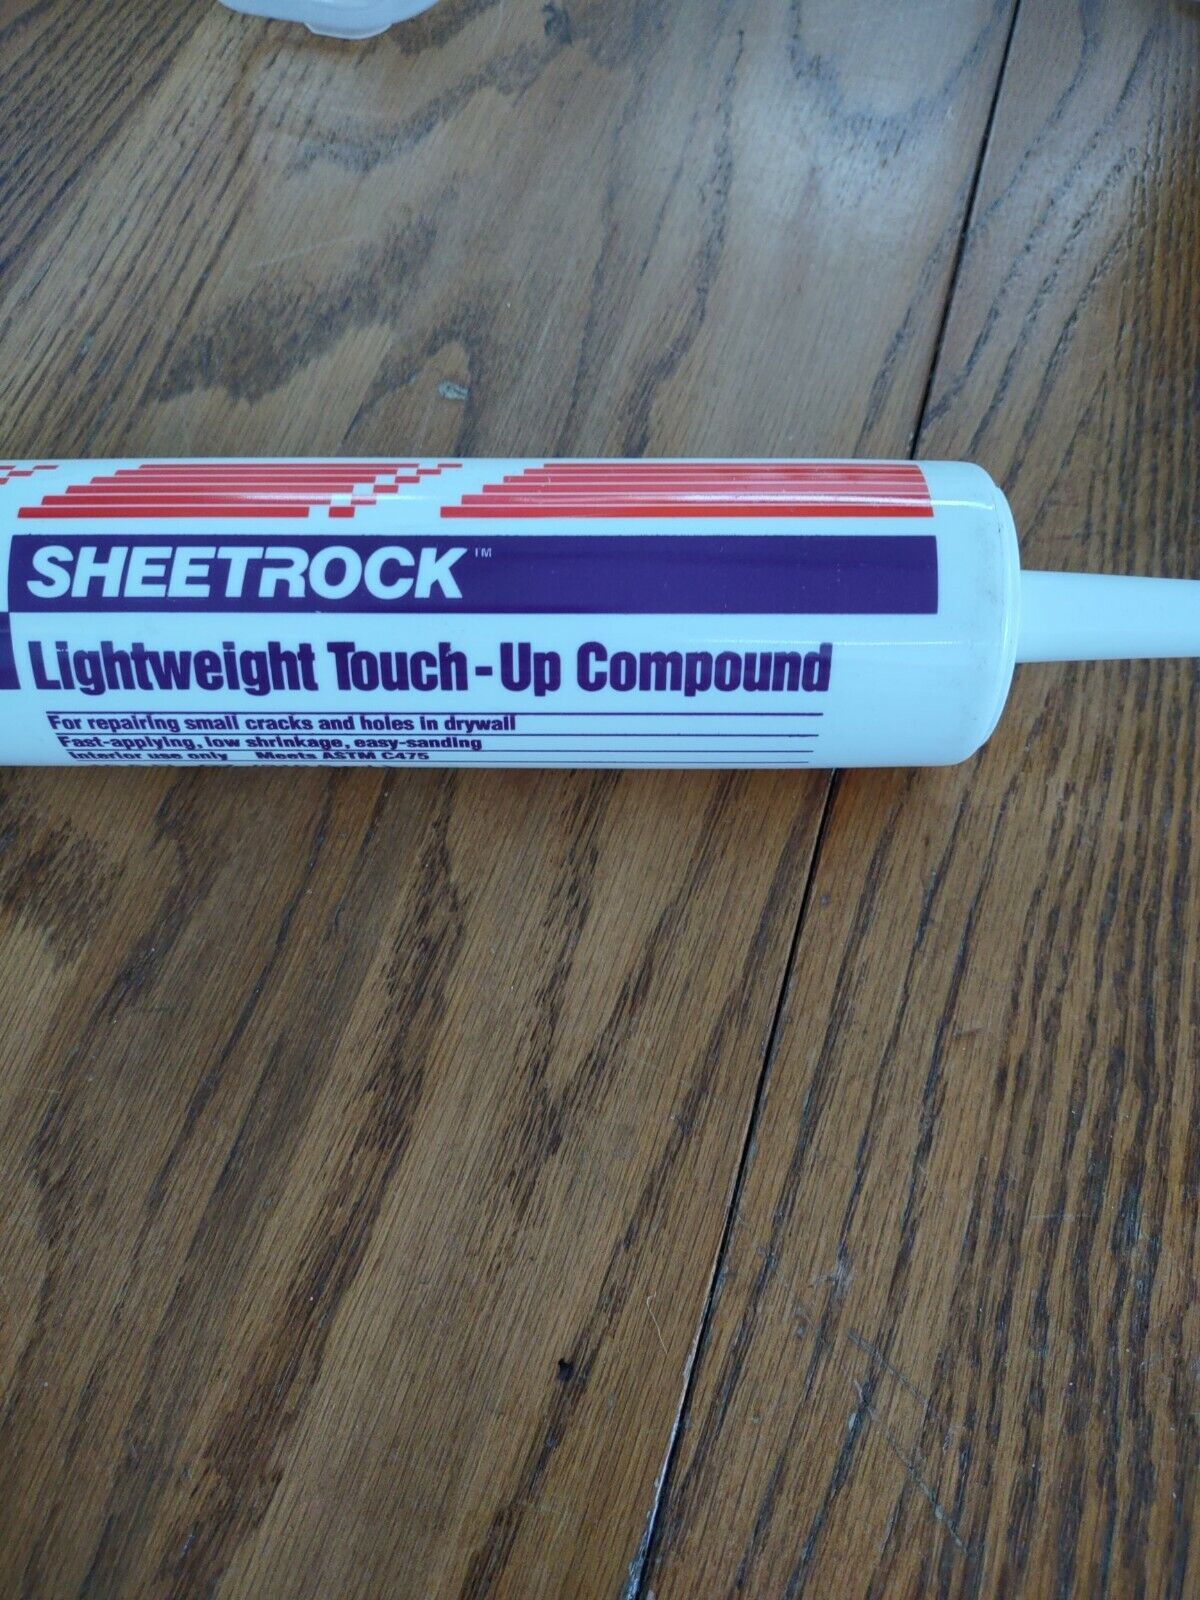 SHEETROCK™
Lightweight Touch-Up Compound
For repairing small cracks and holes in drywall
Fast-applying, low shrinkage, easy-sanding
Interior use only Meets ASTM C475